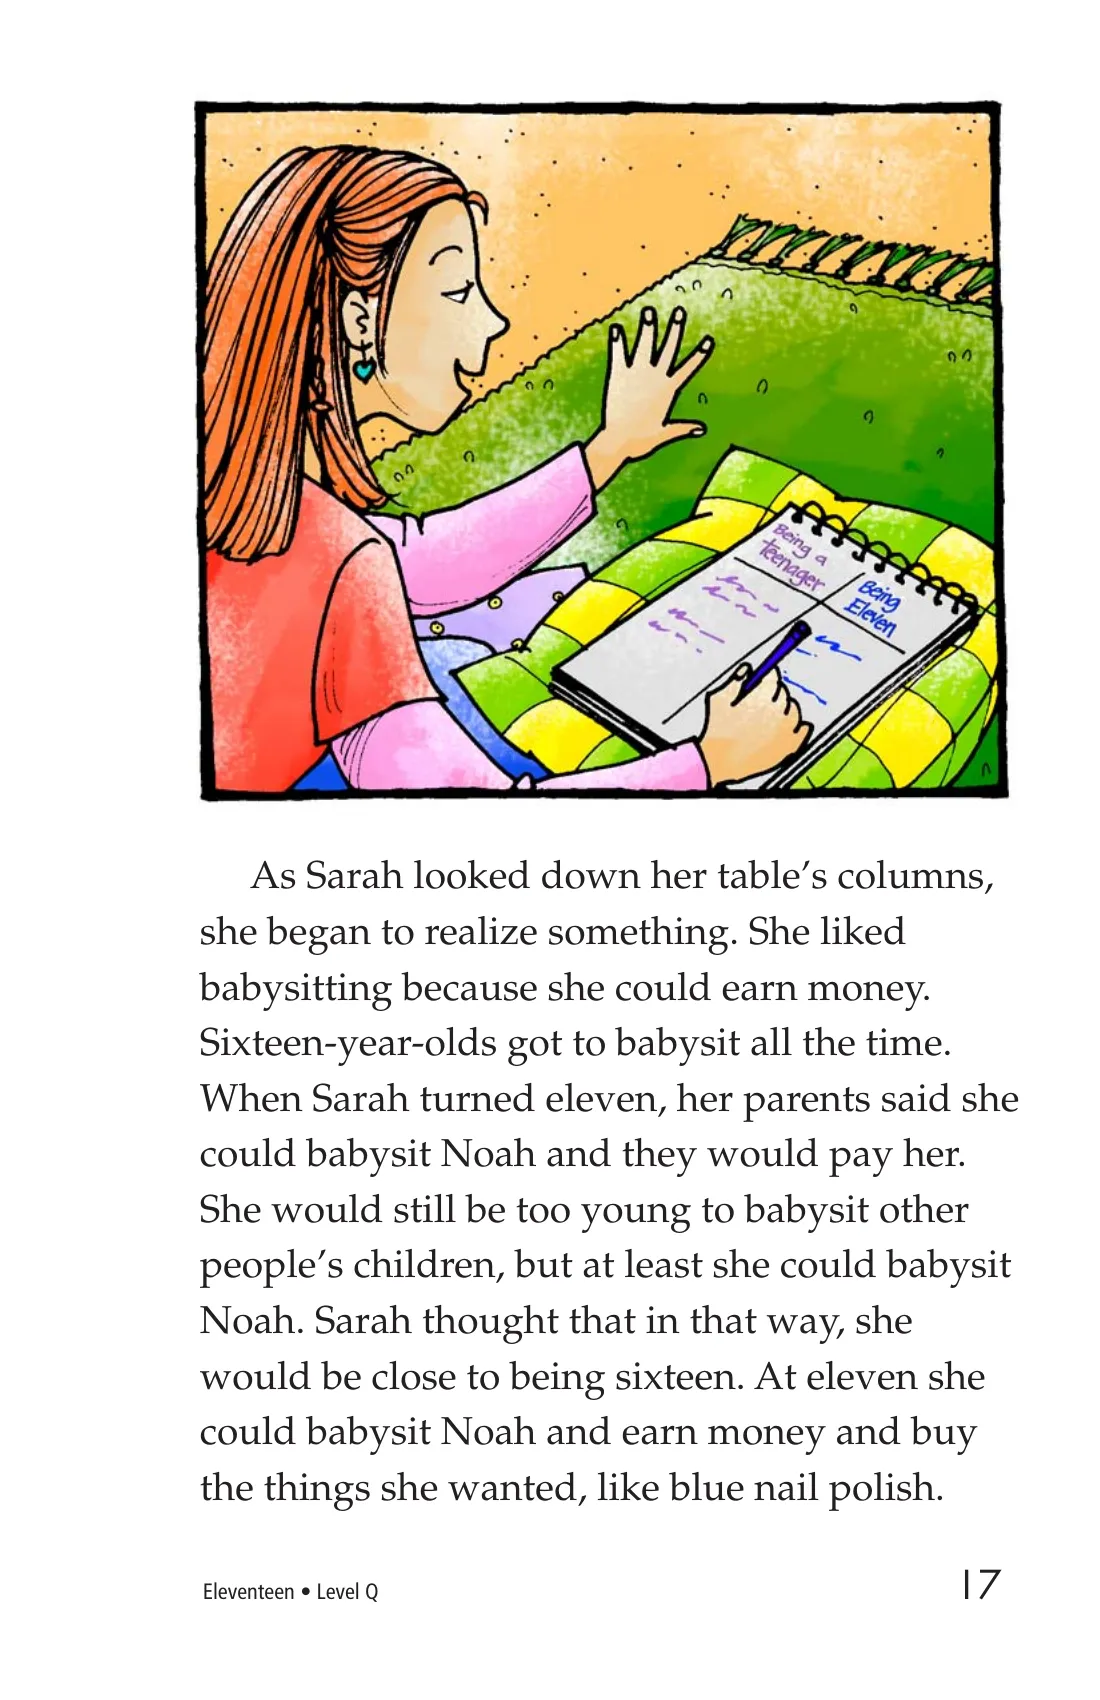 Being a
teenager
Being
Eleven
As Sarah looked down her table’s columns,
she began to realize something. She liked
babysitting because she could earn money.
Sixteen-year-olds got to babysit all the time.
When Sarah turned eleven, her parents said she
could babysit Noah and they would pay her.
She would still be too young to babysit other
people’s children, but at least she could babysit
Noah. Sarah thought that in that way, she
would be close to being sixteen. At eleven she
could babysit Noah and earn money and buy
the things she wanted, like blue nail polish.
Eleventeen • Level Q
17